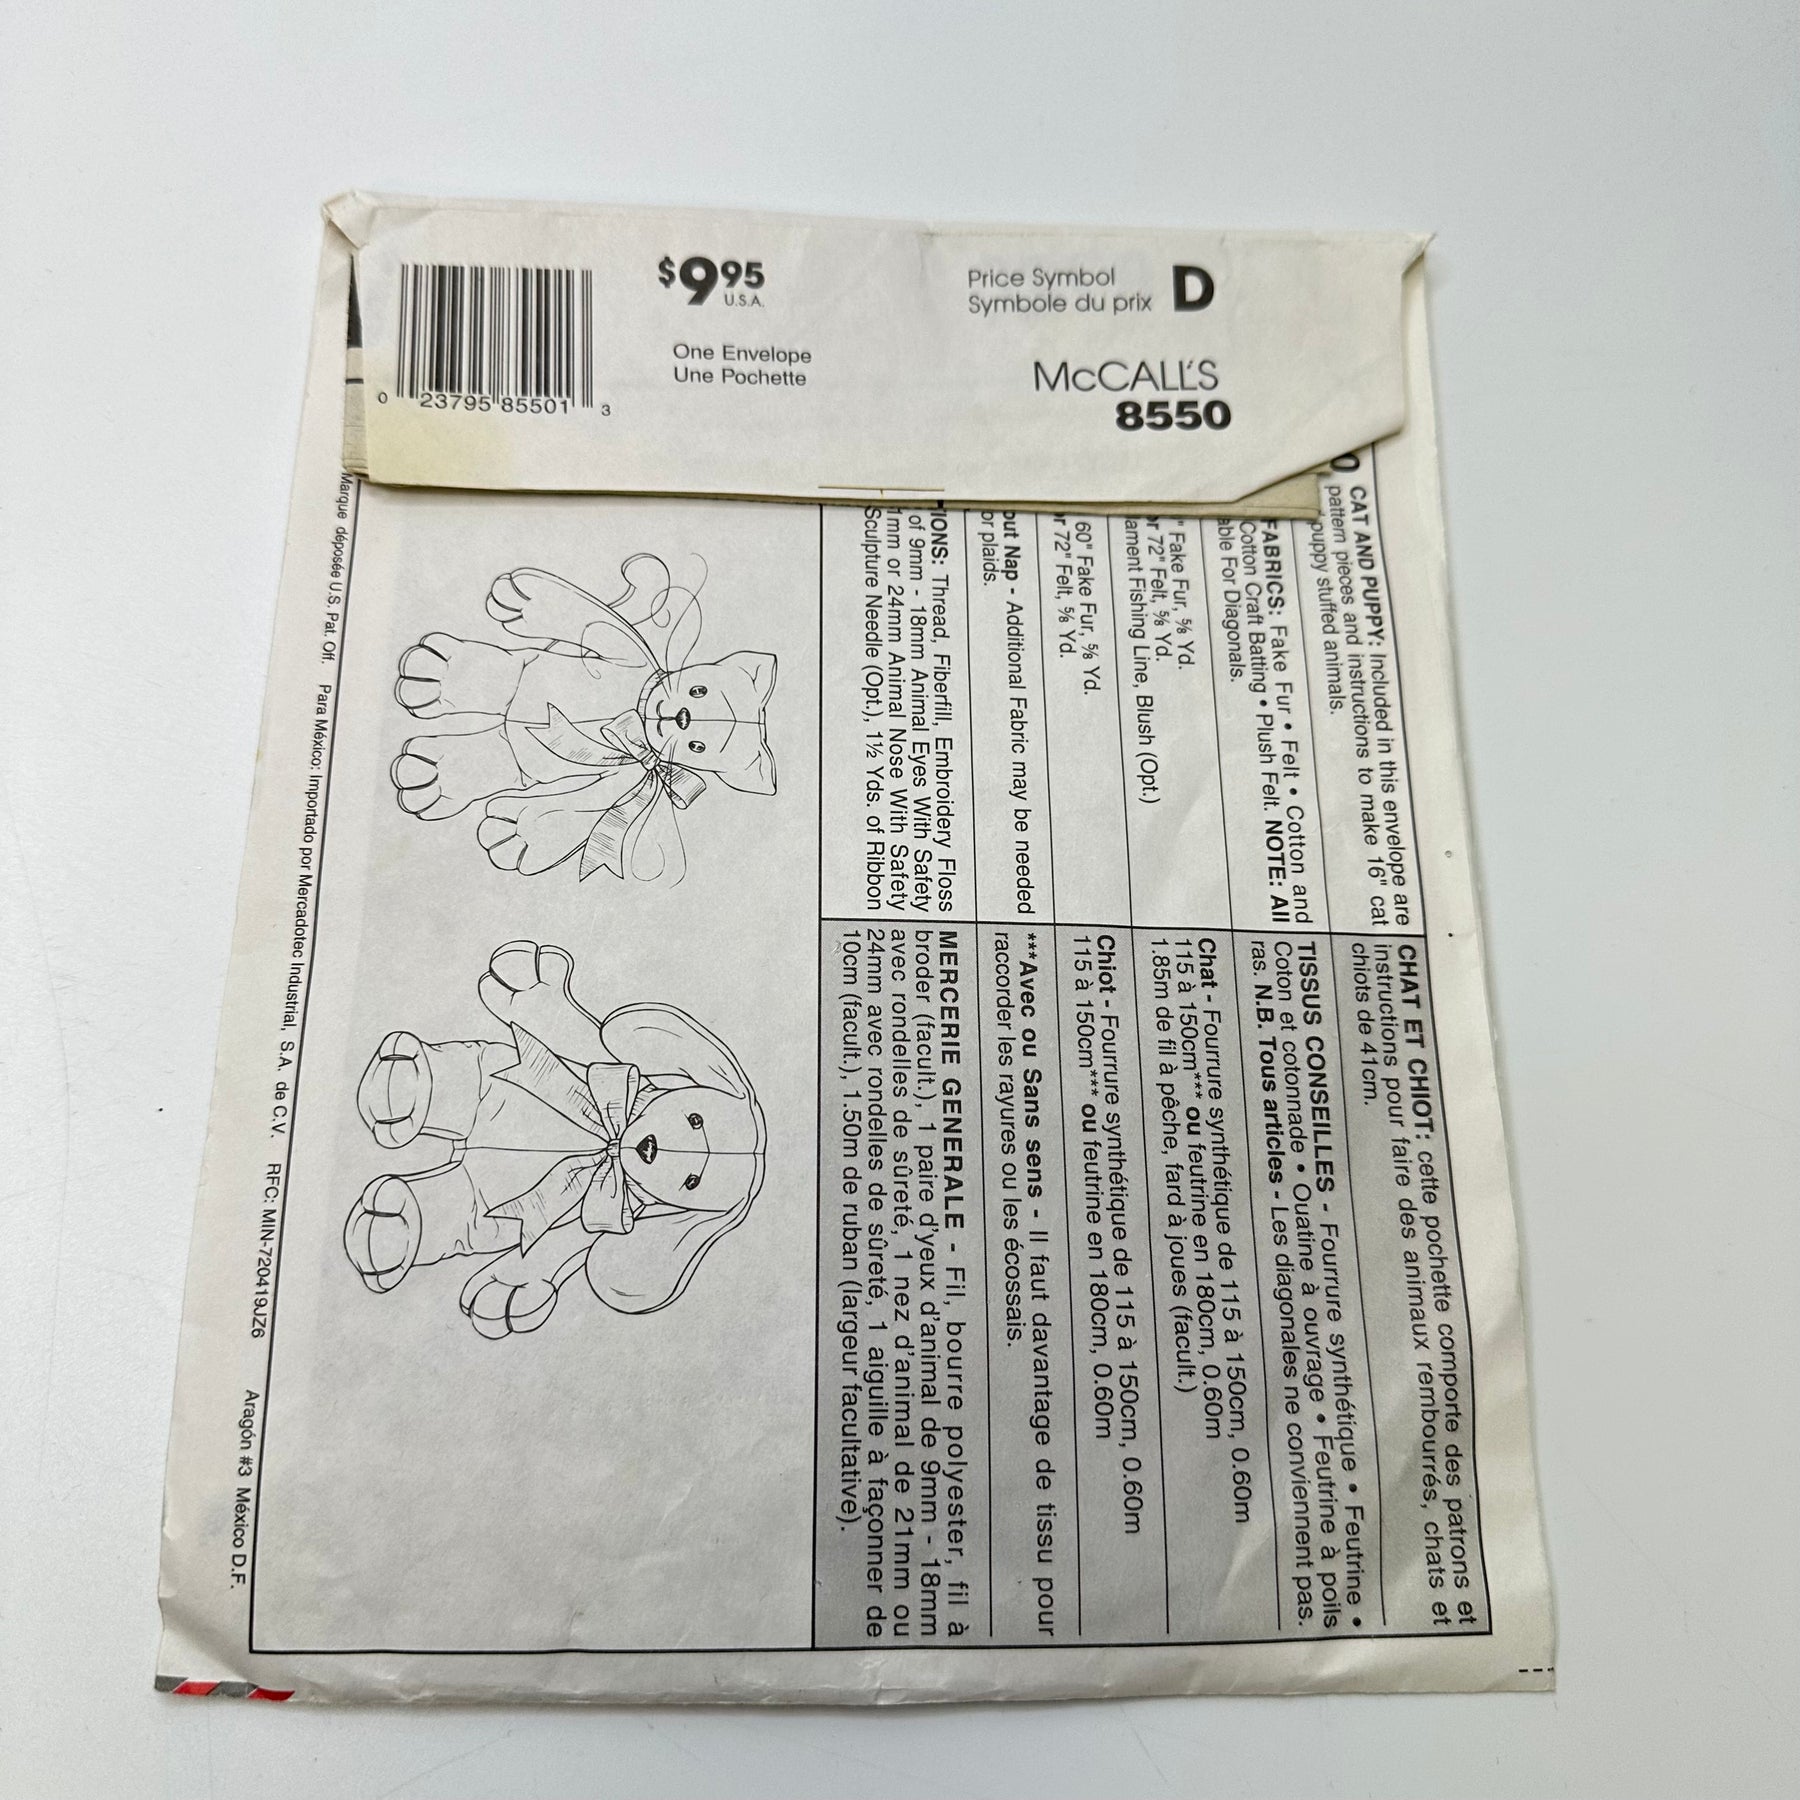 $9.95
U.S.A.
One Envelope
Une Pochette
Price Symbol
Symbole du prix D
McCALL'S
8550
0 23795 85501 3
CAT AND PUPPY: Included in this envelope are
pattern pieces and instructions to make 16" cat
puppy stuffed animals.
FABRICS: Fake Fur • Felt • Cotton and
Cotton Craft Batting • Plush Felt. NOTE: All
able For Diagonals.
" Fake Fur, ⅝ Yd.
or 72" Felt, ⅝ Yd.
ament Fishing Line, Blush (Opt.)
60" Fake Fur, ⅝ Yd.
or 72" Felt, ⅝ Yd.
out Nap - Additional Fabric may be needed
or plaids.
IONS: Thread, Fiberfill, Embroidery Floss
of 9mm - 18mm Animal Eyes With Safety
1mm or 24mm Animal Nose With Safety
Sculpture Needle (Opt.), 1½ Yds. of Ribbon
CHAT ET CHIOT: cette pochette comporte des patrons et
instructions pour faire des animaux rembourrés, chats et
chiots de 41cm.
TISSUS CONSEILLES - Fourrure synthétique • Feutrine •
Coton et cotonnade • Ouatine à ouvrage • Feutrine à poils
ras. N.B. Tous articles - Les diagonales ne conviennent pas.
Chat - Fourrure synthétique de 115 à 150cm, 0.60m
115 à 150cm*** ou feutrine en 180cm, 0.60m
1.85m de fil à pêche, fard à joues (facult.)
Chiot - Fourrure synthétique de 115 à 150cm, 0.60m
115 à 150cm*** ou feutrine en 180cm, 0.60m
***Avec ou Sans sens - Il faut davantage de tissu pour
raccorder les rayures ou les écossais.
MERCERIE GENERALE - Fil, bourre polyester, fil à
broder (facult.), 1 paire d'yeux d'animal de 9mm - 18mm
avec rondelles de sûreté, 1 nez d'animal de 21mm ou
24mm avec rondelles de sûreté, 1 aiguille à façonner de
10cm (facult.), 1.50m de ruban (largeur facultative).
Marque déposée U.S. Pat. Off. Para México: Importado por Mercadotec Industrial, S.A. de C.V. RFC: MIN-720419JZ6 Aragón #3 México D.F.